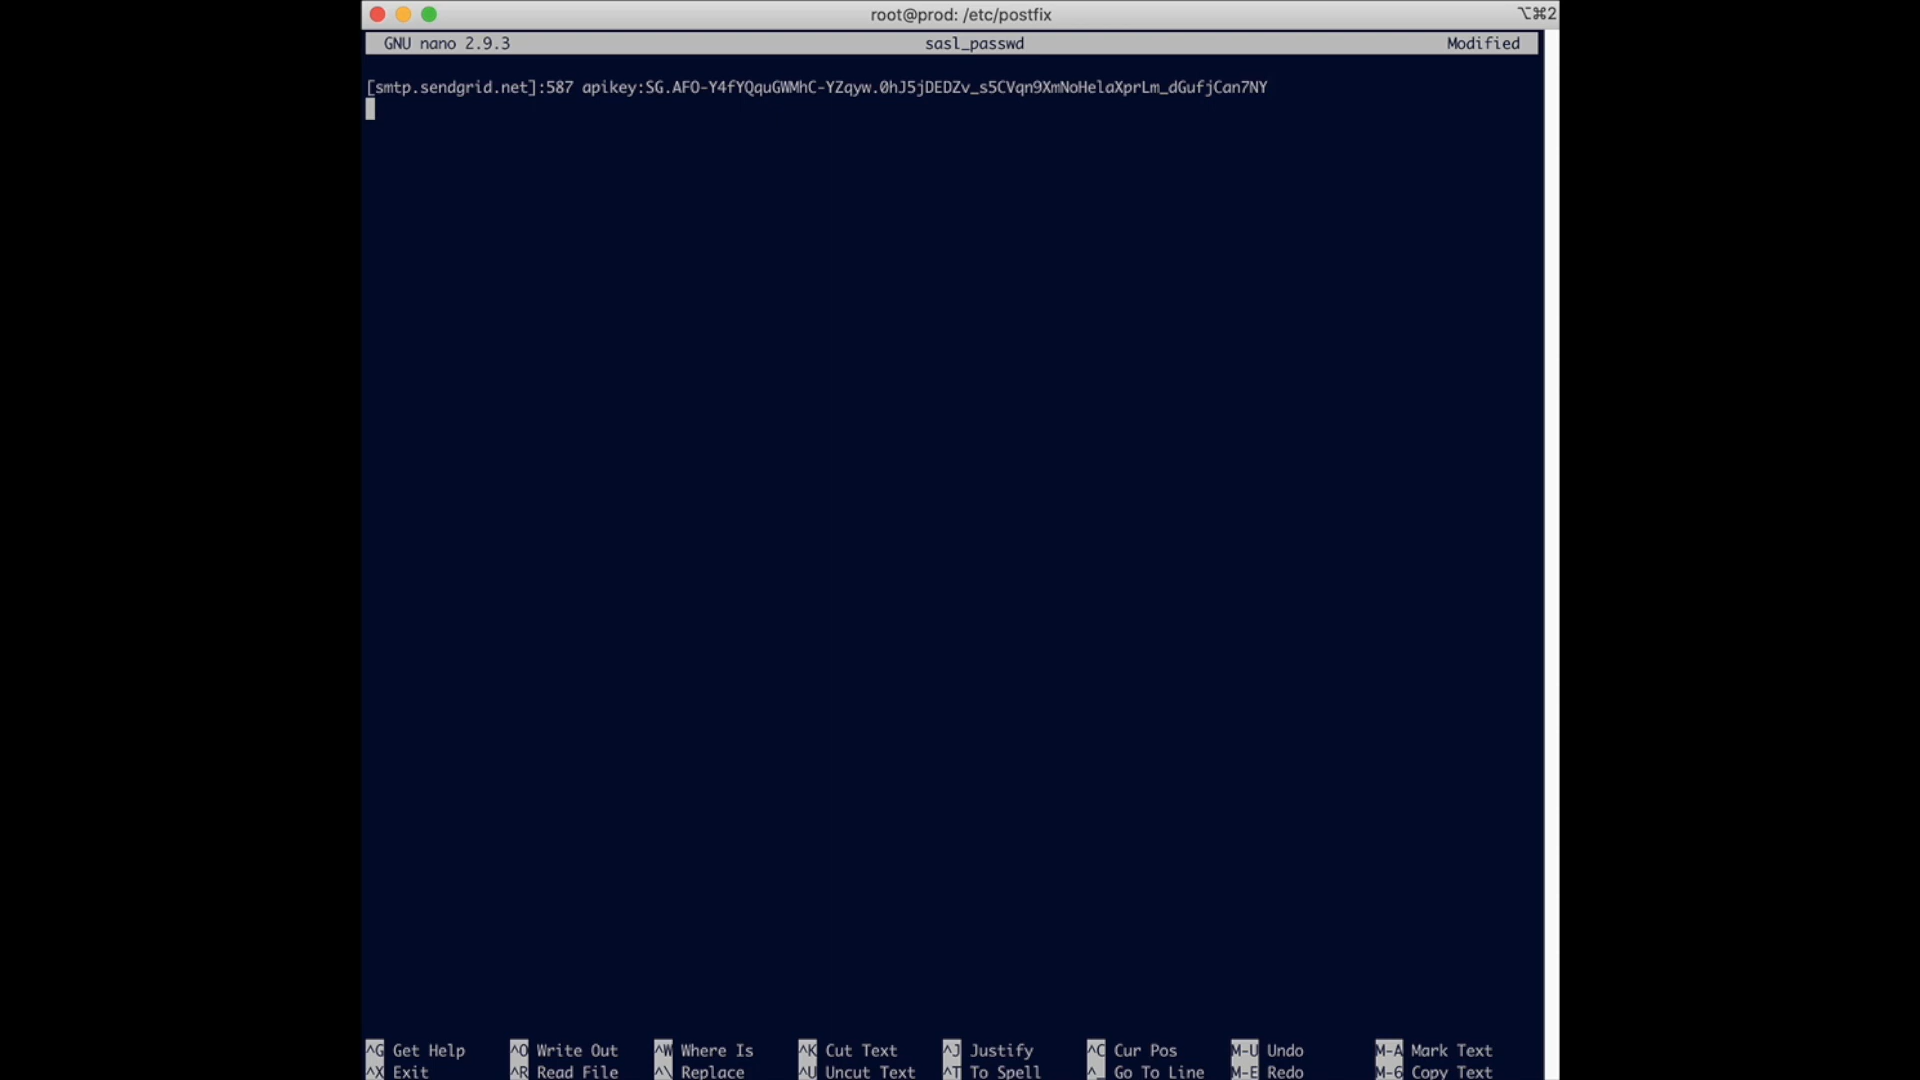 root@prod: /etc/postfix ⌥⌘2
GNU nano 2.9.3 sasl_passwd Modified
[smtp.sendgrid.net]:587 apikey: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
^G Get Help ^O Write Out ^W Where Is ^K Cut Text ^J Justify ^C Cur Pos M-U Undo M-A Mark Text
^X Exit ^R Read File ^\ Replace ^U Uncut Text ^T To Spell ^_ Go To Line M-E Redo M-6 Copy Text